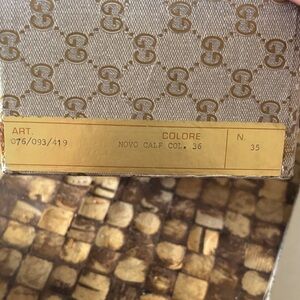 ART. COLORE N.
076/093/419 NOVO CALF COL. 36 35